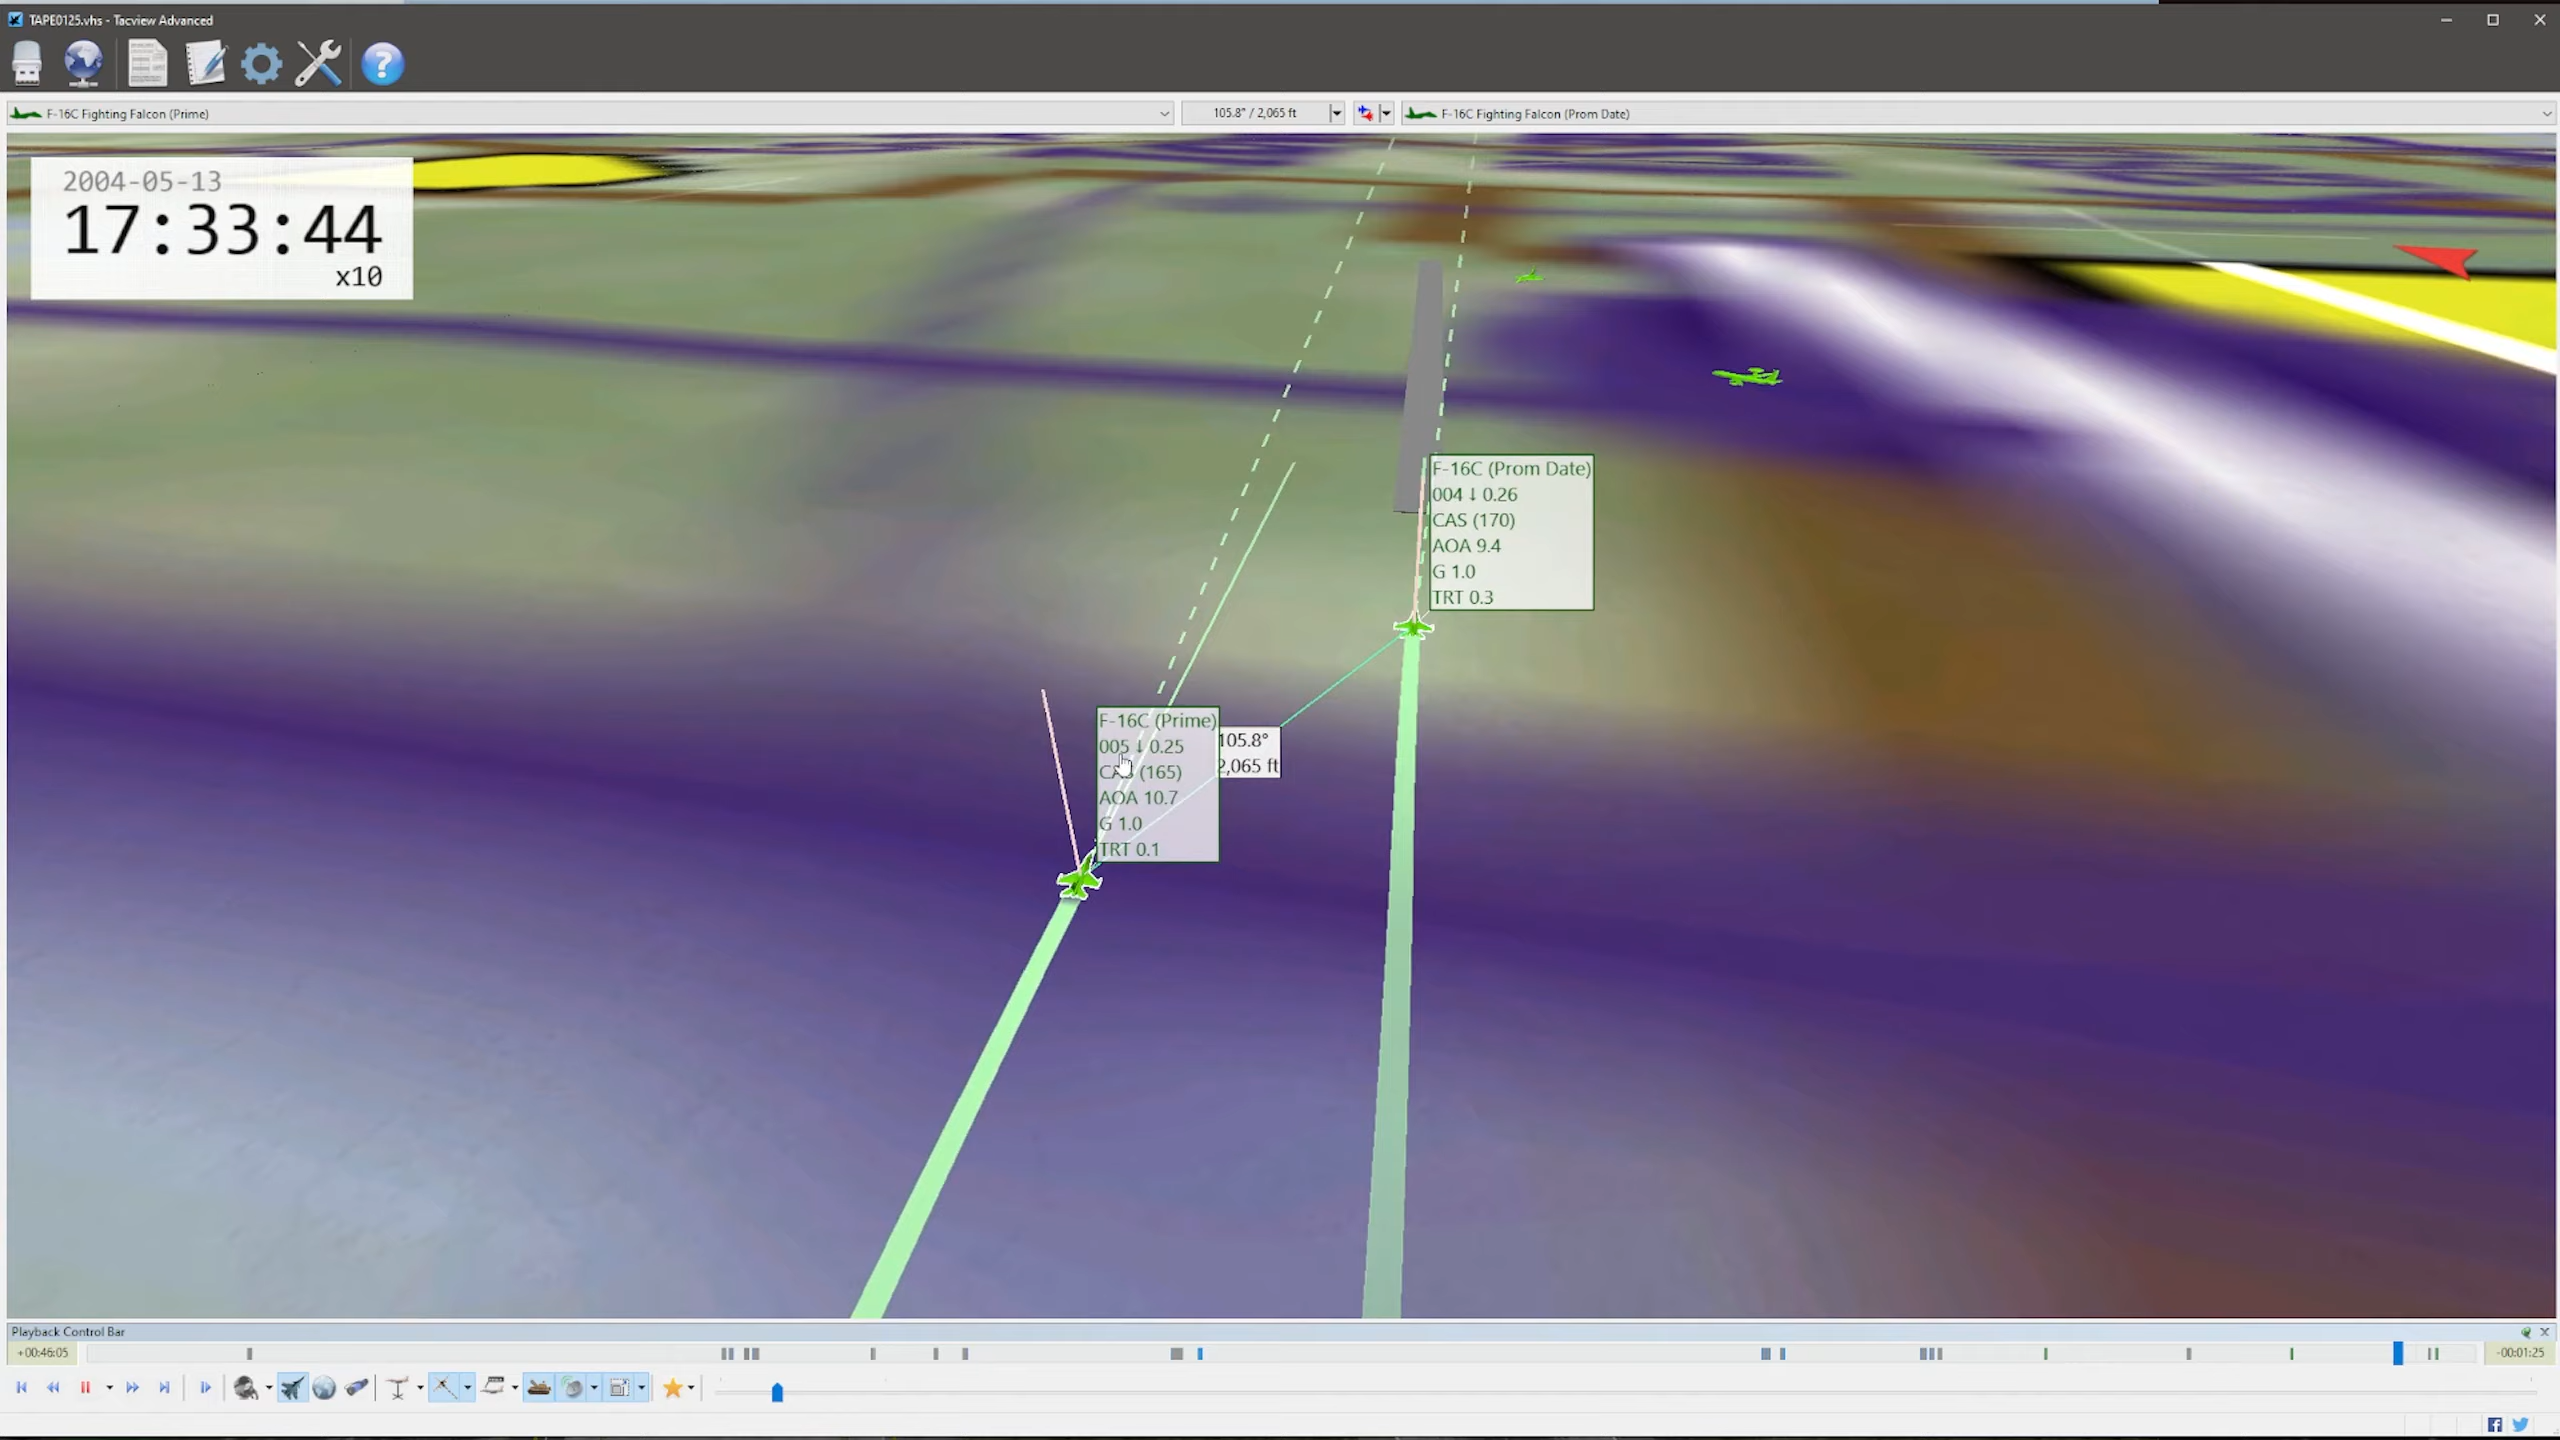 TAPE0125.vhs - Tacview Advanced
F-16C Fighting Falcon (Prime)
105.8° / 2,065 ft
F-16C Fighting Falcon (Prom Date)
2004-05-13
17:33:44
x10
F-16C (Prom Date)
004 ↓ 0.26
CAS (170)
AOA 9.4
G 1.0
TRT 0.3
F-16C (Prime)
005 ↓ 0.25
CAS (165)
AOA 10.7
G 1.0
TRT 0.1
105.8°
2,065 ft
Playback Control Bar
+00:46:05
-00:01:25